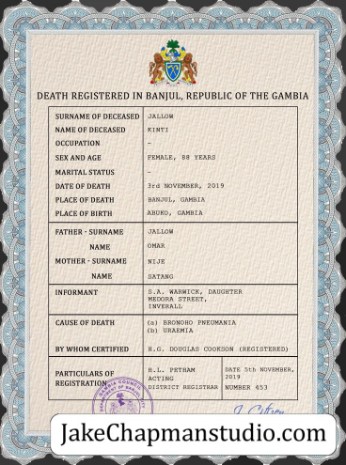 DEATH REGISTERED IN BANJUL, REPUBLIC OF THE GAMBIA
SURNAME OF DECEASED JALLOW
NAME OF DECEASED KINTI
OCCUPATION -
SEX AND AGE FEMALE, 88 YEARS
MARITAL STATUS -
DATE OF DEATH 3rd NOVEMBER, 2019
PLACE OF DEATH BANJUL, GAMBIA
PLACE OF BIRTH ABUKO, GAMBIA
FATHER - SURNAME JALLOW
NAME OMAR
MOTHER - SURNAME NJIE
NAME SATANG
INFORMANT S.A. WARWICK, DAUGHTER
MEDORA STREET,
INVERALL
CAUSE OF DEATH (a) BRONOHO PNEUMANIA
(b) URAEMIA
BY WHOM CERTIFIED H.G. DOUGLAS COOKSON (REGISTERED)
PARTICULARS OF REGISTRATION H.L. PETHAM
ACTING
DISTRICT REGISTRAR
DATE 5th NOVEMBER,
2019
NUMBER 453
JakeChapmanstudio.com